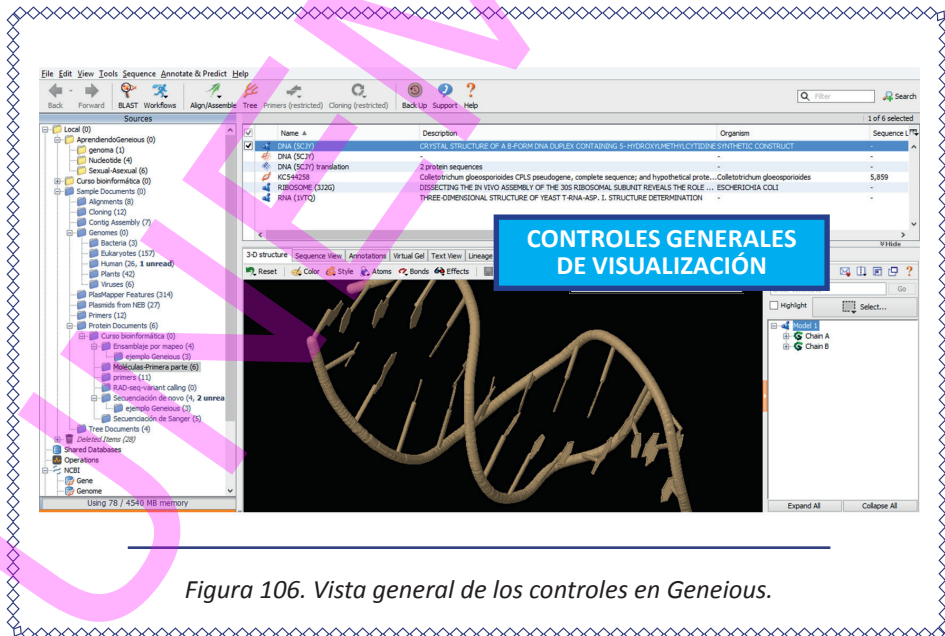 File Edit View Tools Sequence Annotate & Predict Help
Back Forward BLAST Workflows Align/Assemble Tree Primers (restricted) Cloning (restricted) Back Up Support Help
Filter Search
Sources
1 of 6 selected
Local (0)
AprendiendoGeneious (0)
genoma (1)
Nucleotide (4)
Sexual-Asexual (6)
Curso bioinformática (0)
Sample Documents (0)
Alignments (8)
Cloning (12)
Contig Assembly (7)
Genomes (0)
Bacteria (3)
Eukaryotes (157)
Human (26, 1 unread)
Plants (42)
Viruses (6)
PlasMapper Features (314)
Plasmids from NEB (27)
Primers (12)
Protein Documents (6)
Curso bioinformática (0)
Ensamblaje por mapeo (4)
ejemplo Geneious (3)
Moléculas-Primera parte (6)
primers (11)
RAD-seq-variant calling (0)
Secuenciación de novo (4, 2 unrea
ejemplo Geneious (3)
Secuenciación de Sanger (5)
Tree Documents (4)
Deleted Items (28)
Shared Databases
Operations
NCBI
Gene
Genome
Using 78 / 4540 MB memory
Name Description Organism Sequence L
DNA (5CJY) CRYSTAL STRUCTURE OF A B-FORM DNA DUPLEX CONTAINING 5-HYDROXYLMETHYLCYTIDINE SYNTHETIC CONSTRUCT -
DNA (5CJY) - - -
DNA (5CJY) translation 2 protein sequences - -
KC544258 Colletotrichum gloeosporioides CPLS pseudogene, complete sequence; and hypothetical prote... Colletotrichum gloeosporioides 5,859
RIBOSOME (3J2G) DISSECTING THE IN VIVO ASSEMBLY OF THE 30S RIBOSOMAL SUBUNIT REVEALS THE ROLE ... ESCHERICHIA COLI -
RNA (1VTQ) THREE-DIMENSIONAL STRUCTURE OF YEAST T-RNA-ASP. I. STRUCTURE DETERMINATION - -
CONTROLES GENERALES
DE VISUALIZACIÓN
Hide
3-D structure Sequence View Annotations Virtual Gel Text View Lineage
Reset Color Style Atoms Bonds Effects
Go
Highlight Select...
Model 1
Chain A
Chain B
Expand All Collapse All
Figura 106. Vista general de los controles en Geneious.